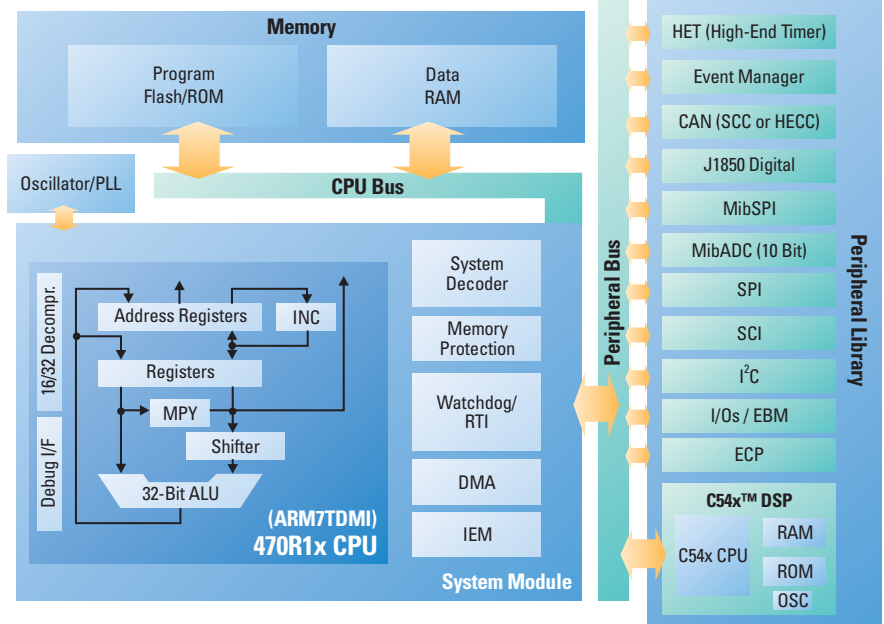 Memory
Program
Flash/ROM
Data
RAM
Oscillator/PLL
CPU Bus
16/32 Decompr.
Debug I/F
Address Registers
INC
Registers
MPY
Shifter
32-Bit ALU
(ARM7TDMI)
470R1x CPU
System
Decoder
Memory
Protection
Watchdog/
RTI
DMA
IEM
System Module
Peripheral Bus
HET (High-End Timer)
Event Manager
CAN (SCC or HECC)
J1850 Digital
MibSPI
MibADC (10 Bit)
SPI
SCI
I²C
I/Os / EBM
ECP
C54x™ DSP
C54x CPU
RAM
ROM
OSC
Peripheral Library